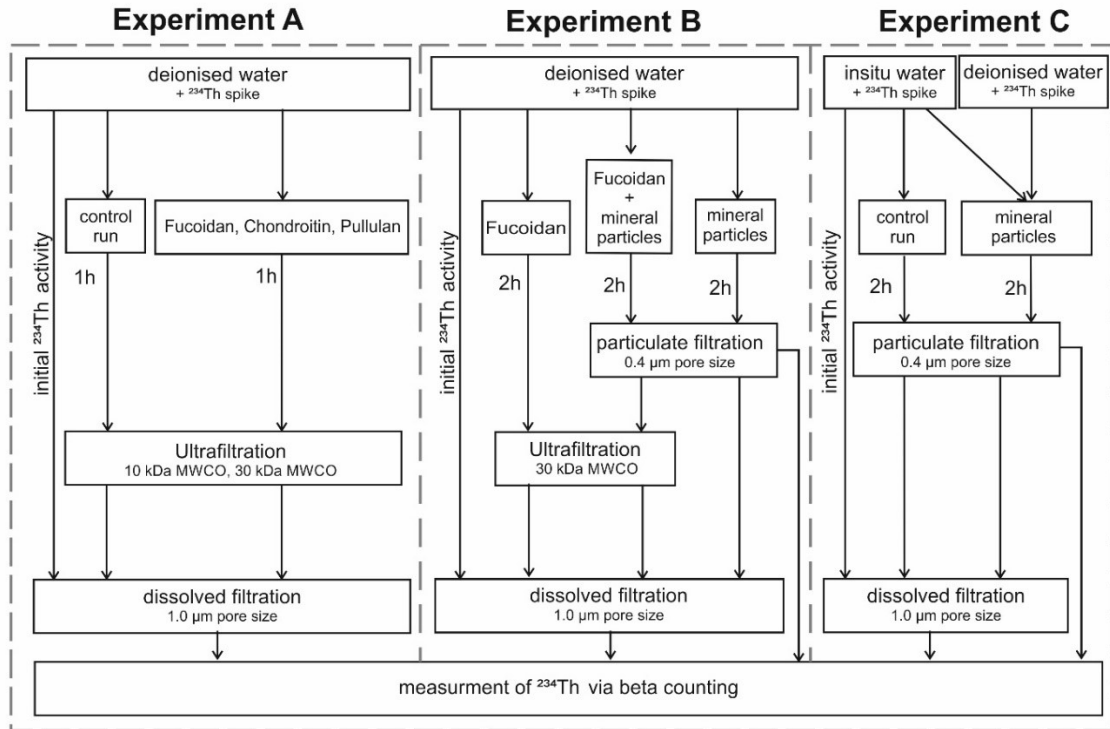 Experiment A
deionised water
+ ²³⁴Th spike
initial ²³⁴Th activity
control
run
Fucoidan, Chondroitin, Pullulan
1h
1h
Ultrafiltration
10 kDa MWCO, 30 kDa MWCO
dissolved filtration
1.0 µm pore size
Experiment B
deionised water
+ ²³⁴Th spike
initial ²³⁴Th activity
Fucoidan
Fucoidan
+
mineral
particles
mineral
particles
2h
2h
2h
particulate filtration
0.4 µm pore size
Ultrafiltration
30 kDa MWCO
dissolved filtration
1.0 µm pore size
Experiment C
insitu water
+ ²³⁴Th spike
deionised water
+ ²³⁴Th spike
initial ²³⁴Th activity
control
run
mineral
particles
2h
2h
particulate filtration
0.4 µm pore size
dissolved filtration
1.0 µm pore size
measurment of ²³⁴Th via beta counting